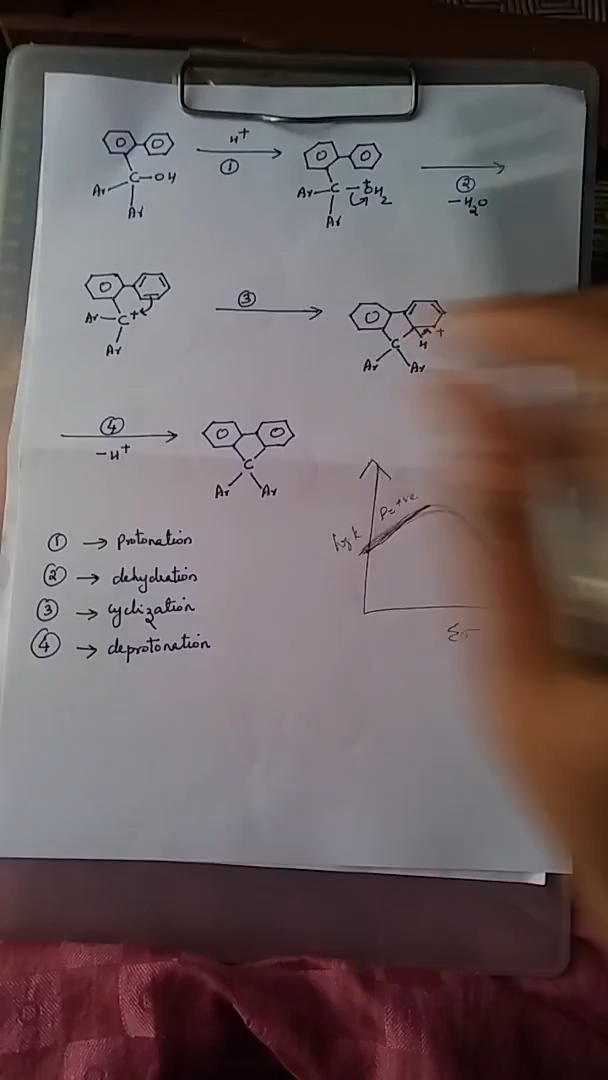 H⁺
①
C-OH
Ar
Ar
Ar-C-OH₂
+
Ar
②
-H₂O
Ar-C+
Ar
③
C
H
+
Ar Ar
④
-H⁺
C
Ar Ar
① → protonation
② → dehydration
③ → cyclization
④ → deprotonation
log k
+ve
Σσ